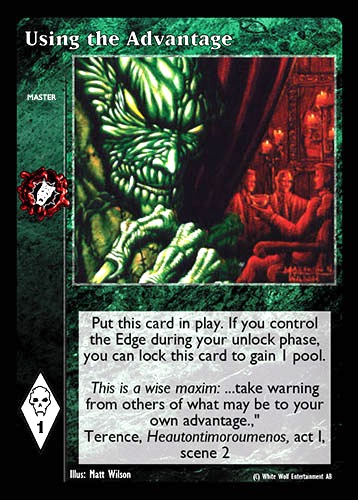 Using the Advantage
MASTER
Put this card in play. If you control
the Edge during your unlock phase,
you can lock this card to gain 1 pool.
This is a wise maxim: ...take warning
from others of what may be to your
own advantage.,"
Terence, Heautontimoroumenos, act I,
scene 2
1
Illus: Matt Wilson
(C) White Wolf Entertainment AB